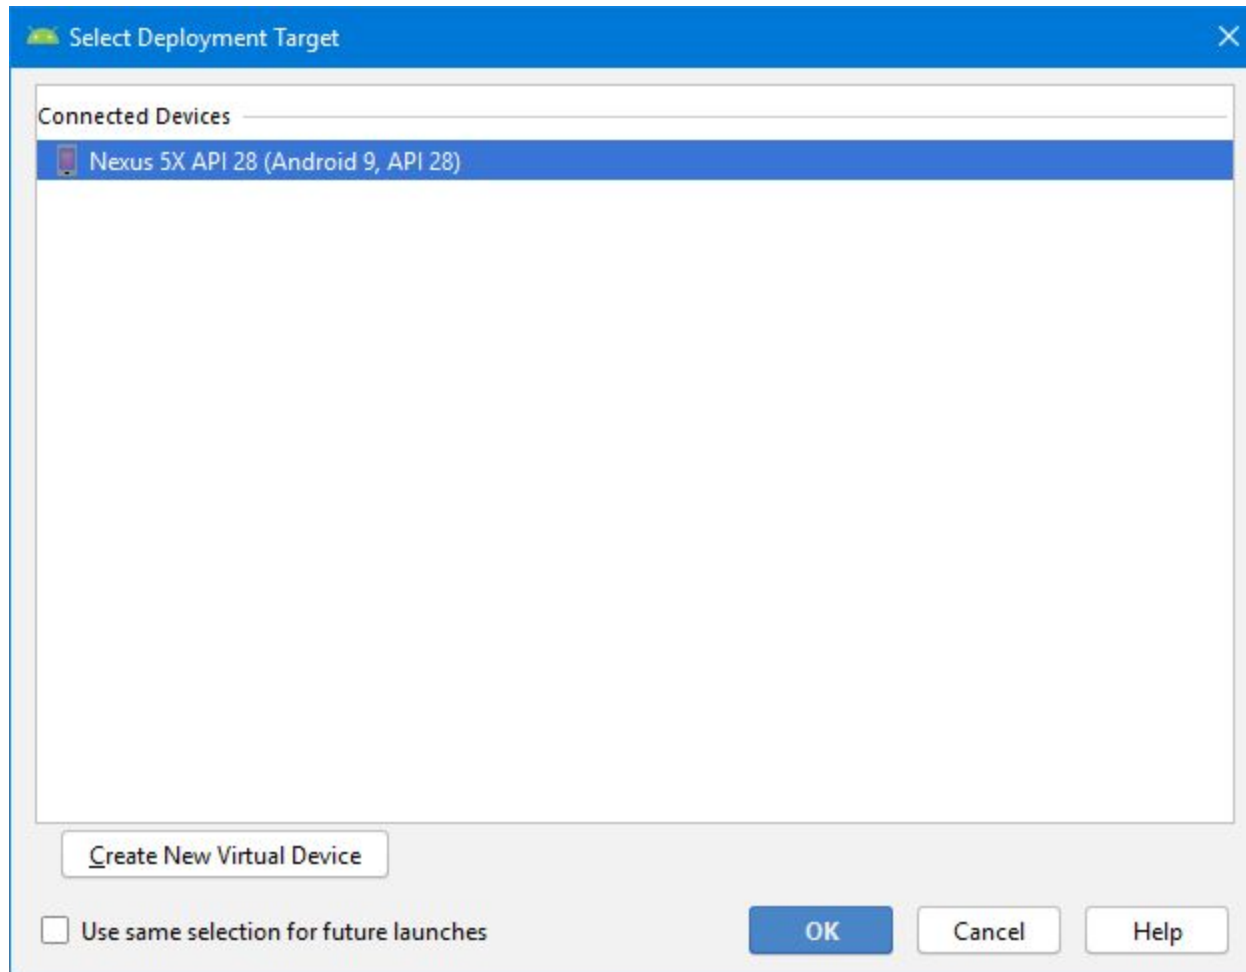 Select Deployment Target
Connected Devices
Nexus 5X API 28 (Android 9, API 28)
Create New Virtual Device
Use same selection for future launches
OK Cancel Help